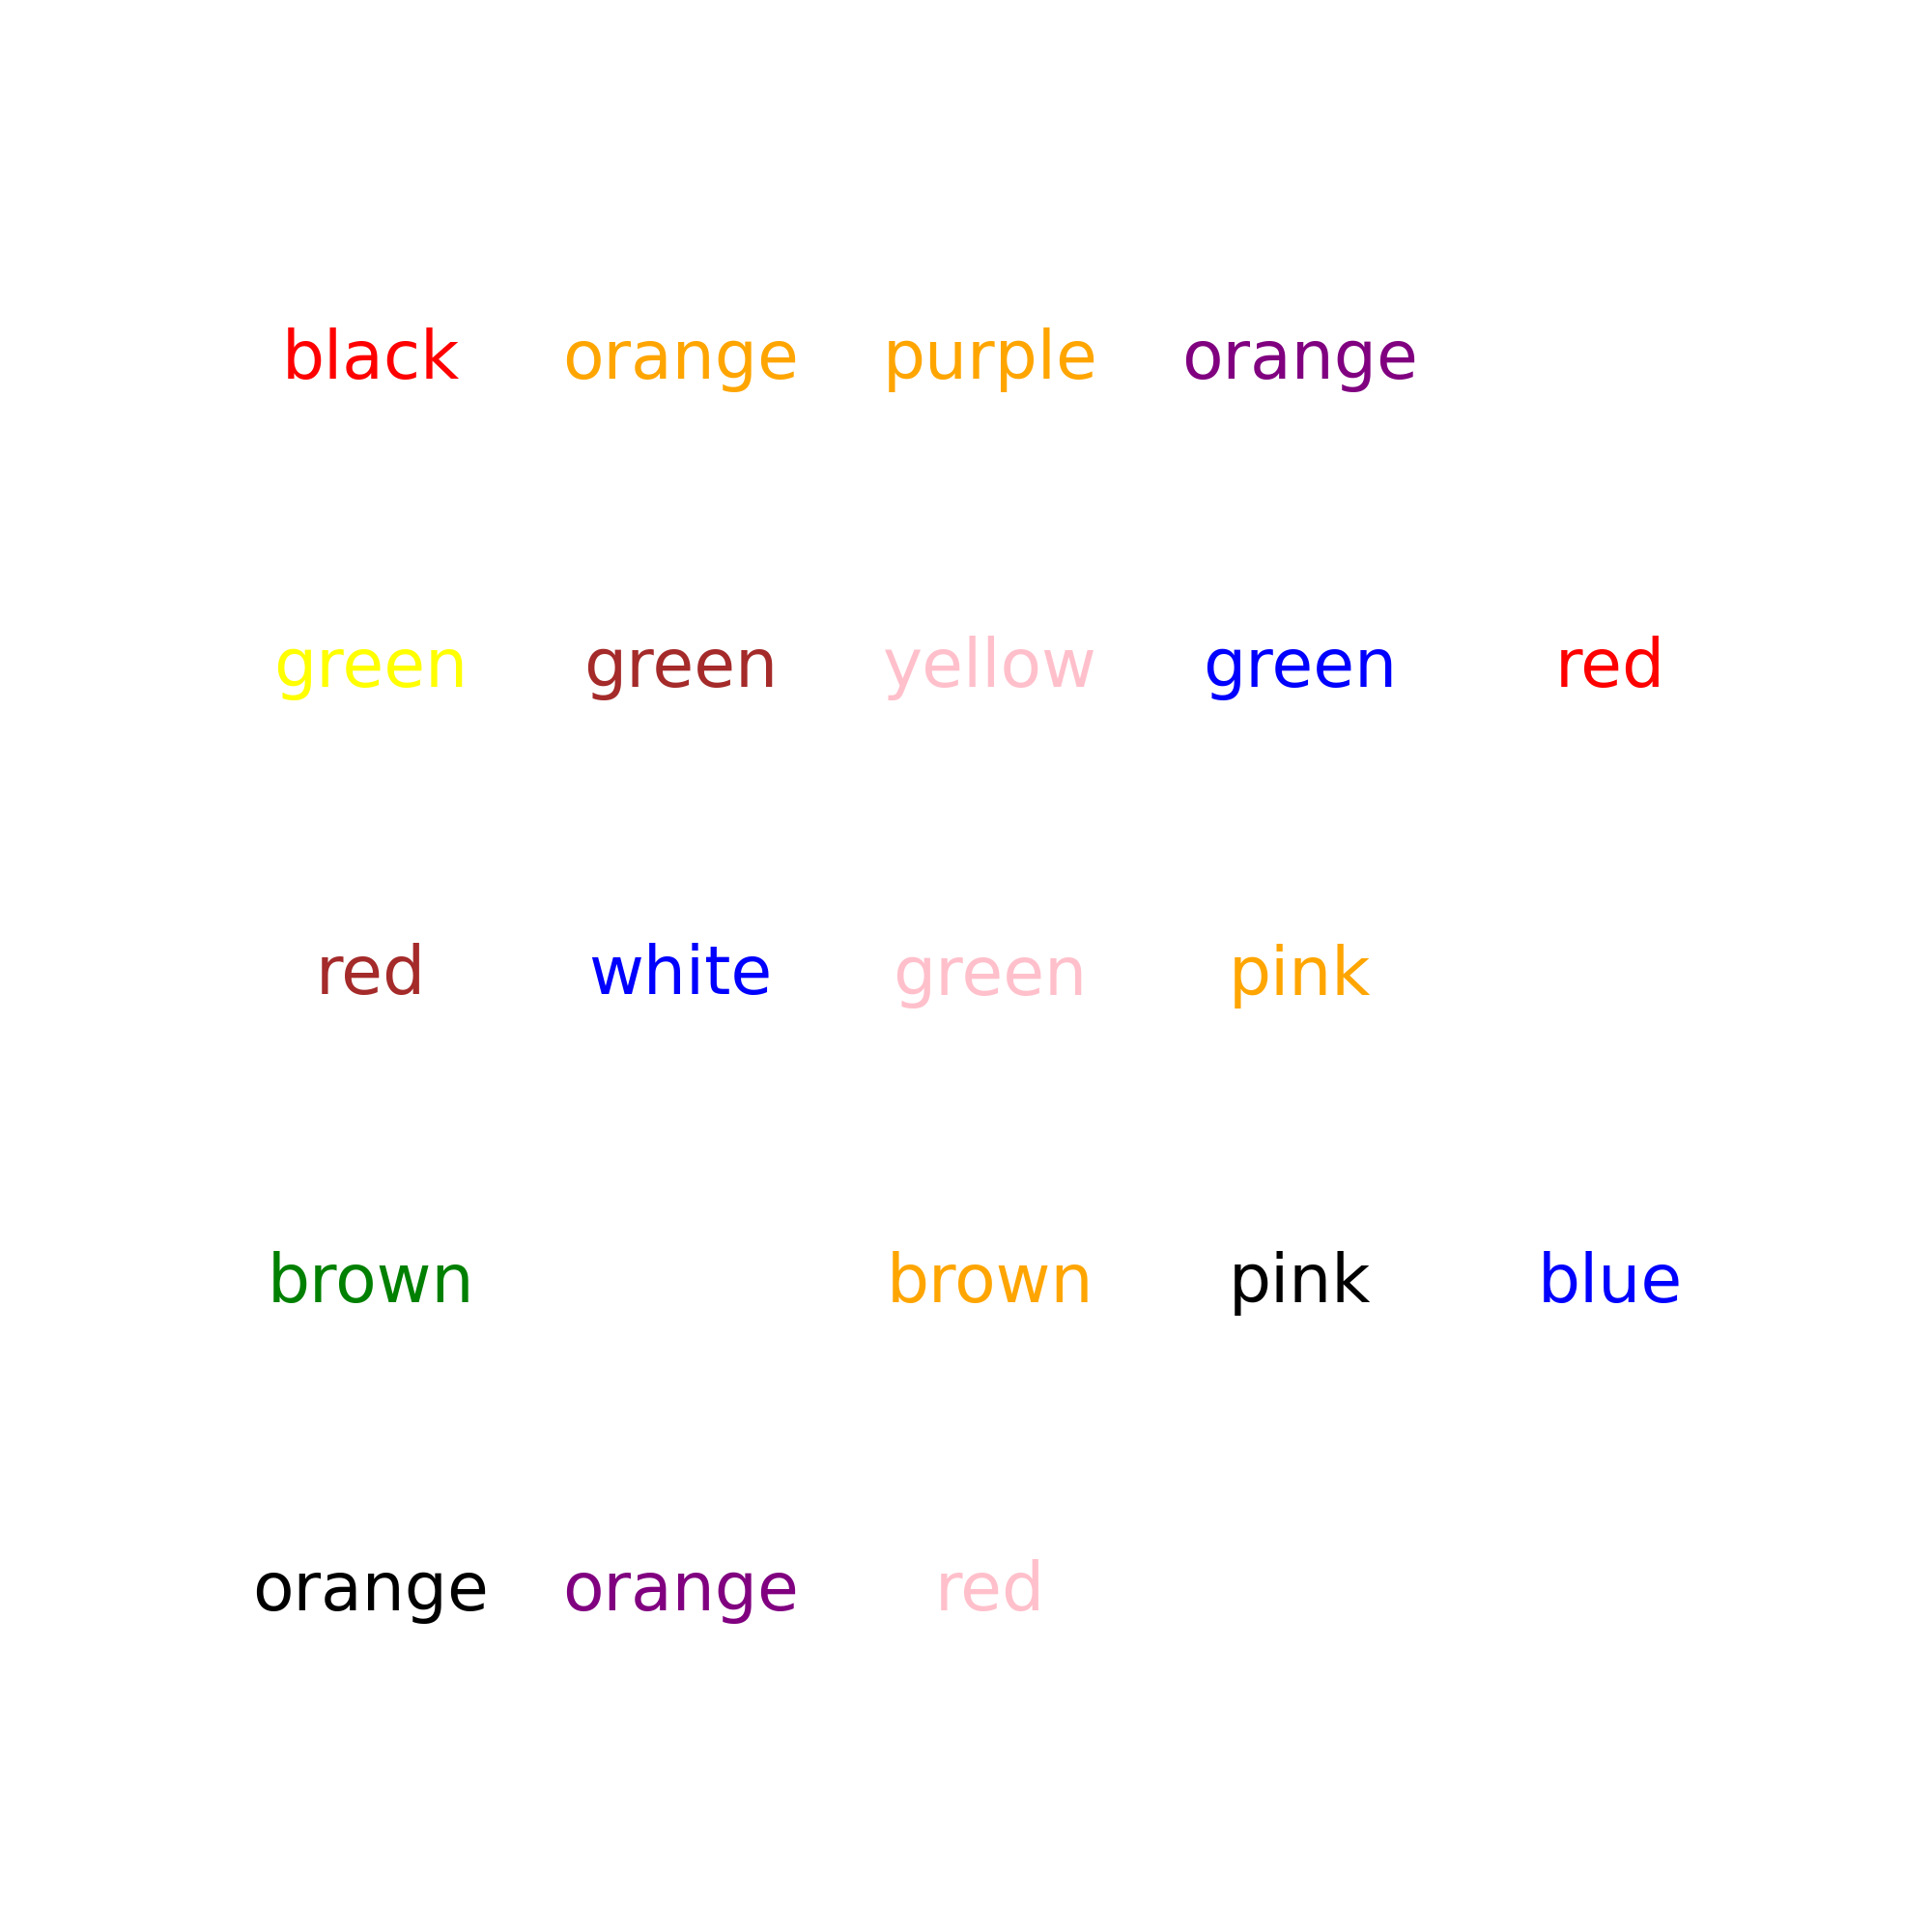 black orange purple orange
green green yellow green red
red white green pink
brown brown pink blue
orange orange red